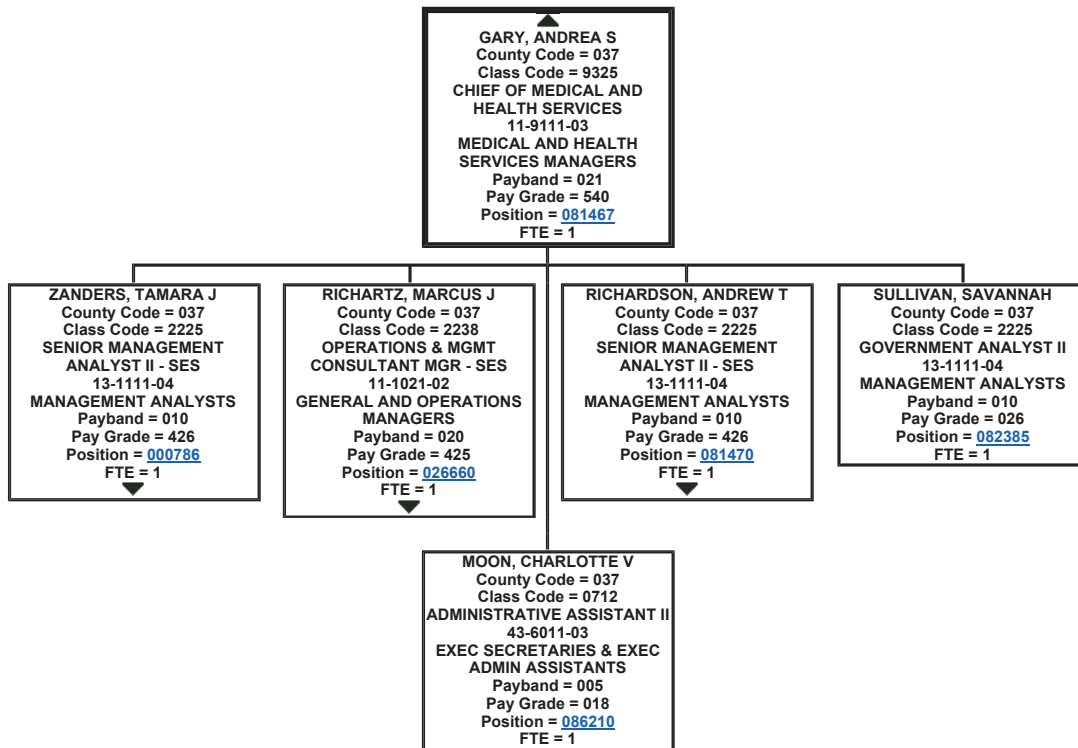 GARY, ANDREA S
County Code = 037
Class Code = 9325
CHIEF OF MEDICAL AND
HEALTH SERVICES
11-9111-03
MEDICAL AND HEALTH
SERVICES MANAGERS
Payband = 021
Pay Grade = 540
Position = 081467
FTE = 1
ZANDERS, TAMARA J
County Code = 037
Class Code = 2225
SENIOR MANAGEMENT
ANALYST II - SES
13-1111-04
MANAGEMENT ANALYSTS
Payband = 010
Pay Grade = 426
Position = 000786
FTE = 1
RICHARTZ, MARCUS J
County Code = 037
Class Code = 2238
OPERATIONS & MGMT
CONSULTANT MGR - SES
11-1021-02
GENERAL AND OPERATIONS
MANAGERS
Payband = 020
Pay Grade = 425
Position = 026660
FTE = 1
RICHARDSON, ANDREW T
County Code = 037
Class Code = 2225
SENIOR MANAGEMENT
ANALYST II - SES
13-1111-04
MANAGEMENT ANALYSTS
Payband = 010
Pay Grade = 426
Position = 081470
FTE = 1
SULLIVAN, SAVANNAH
County Code = 037
Class Code = 2225
GOVERNMENT ANALYST II
13-1111-04
MANAGEMENT ANALYSTS
Payband = 010
Pay Grade = 026
Position = 082385
FTE = 1
MOON, CHARLOTTE V
County Code = 037
Class Code = 0712
ADMINISTRATIVE ASSISTANT II
43-6011-03
EXEC SECRETARIES & EXEC
ADMIN ASSISTANTS
Payband = 005
Pay Grade = 018
Position = 086210
FTE = 1